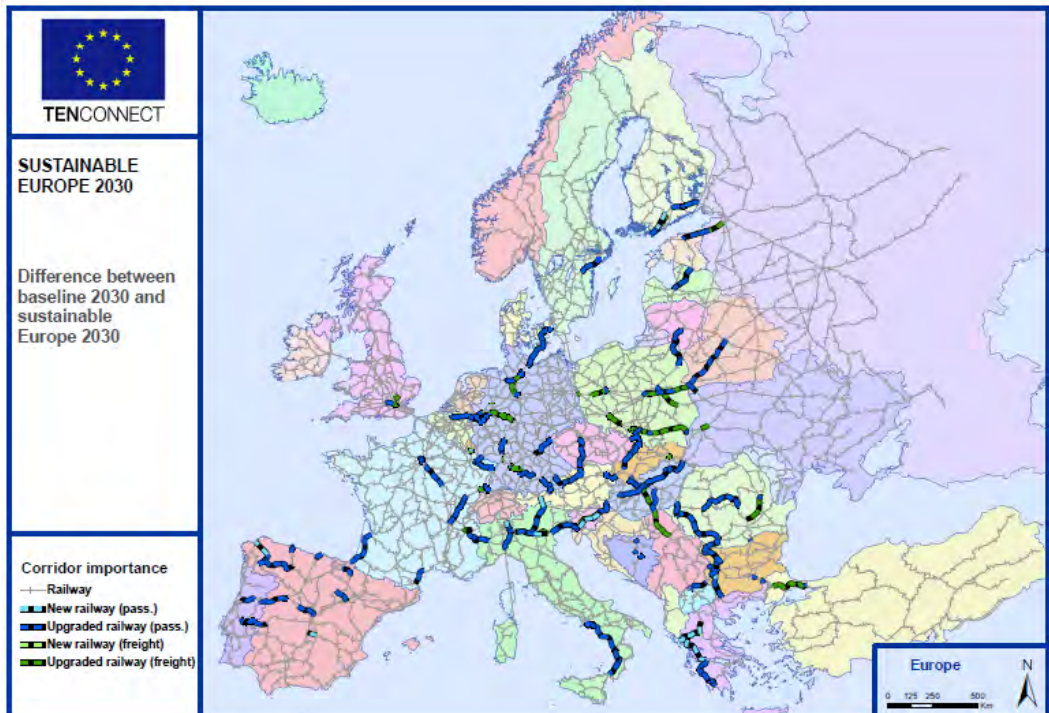 TENCONNECT
SUSTAINABLE
EUROPE 2030
Difference between
baseline 2030 and
sustainable
Europe 2030
Corridor importance
Railway
New railway (pass.)
Upgraded railway (pass.)
New railway (freight)
Upgraded railway (freight)
Europe
N
0 125 250 500
Km